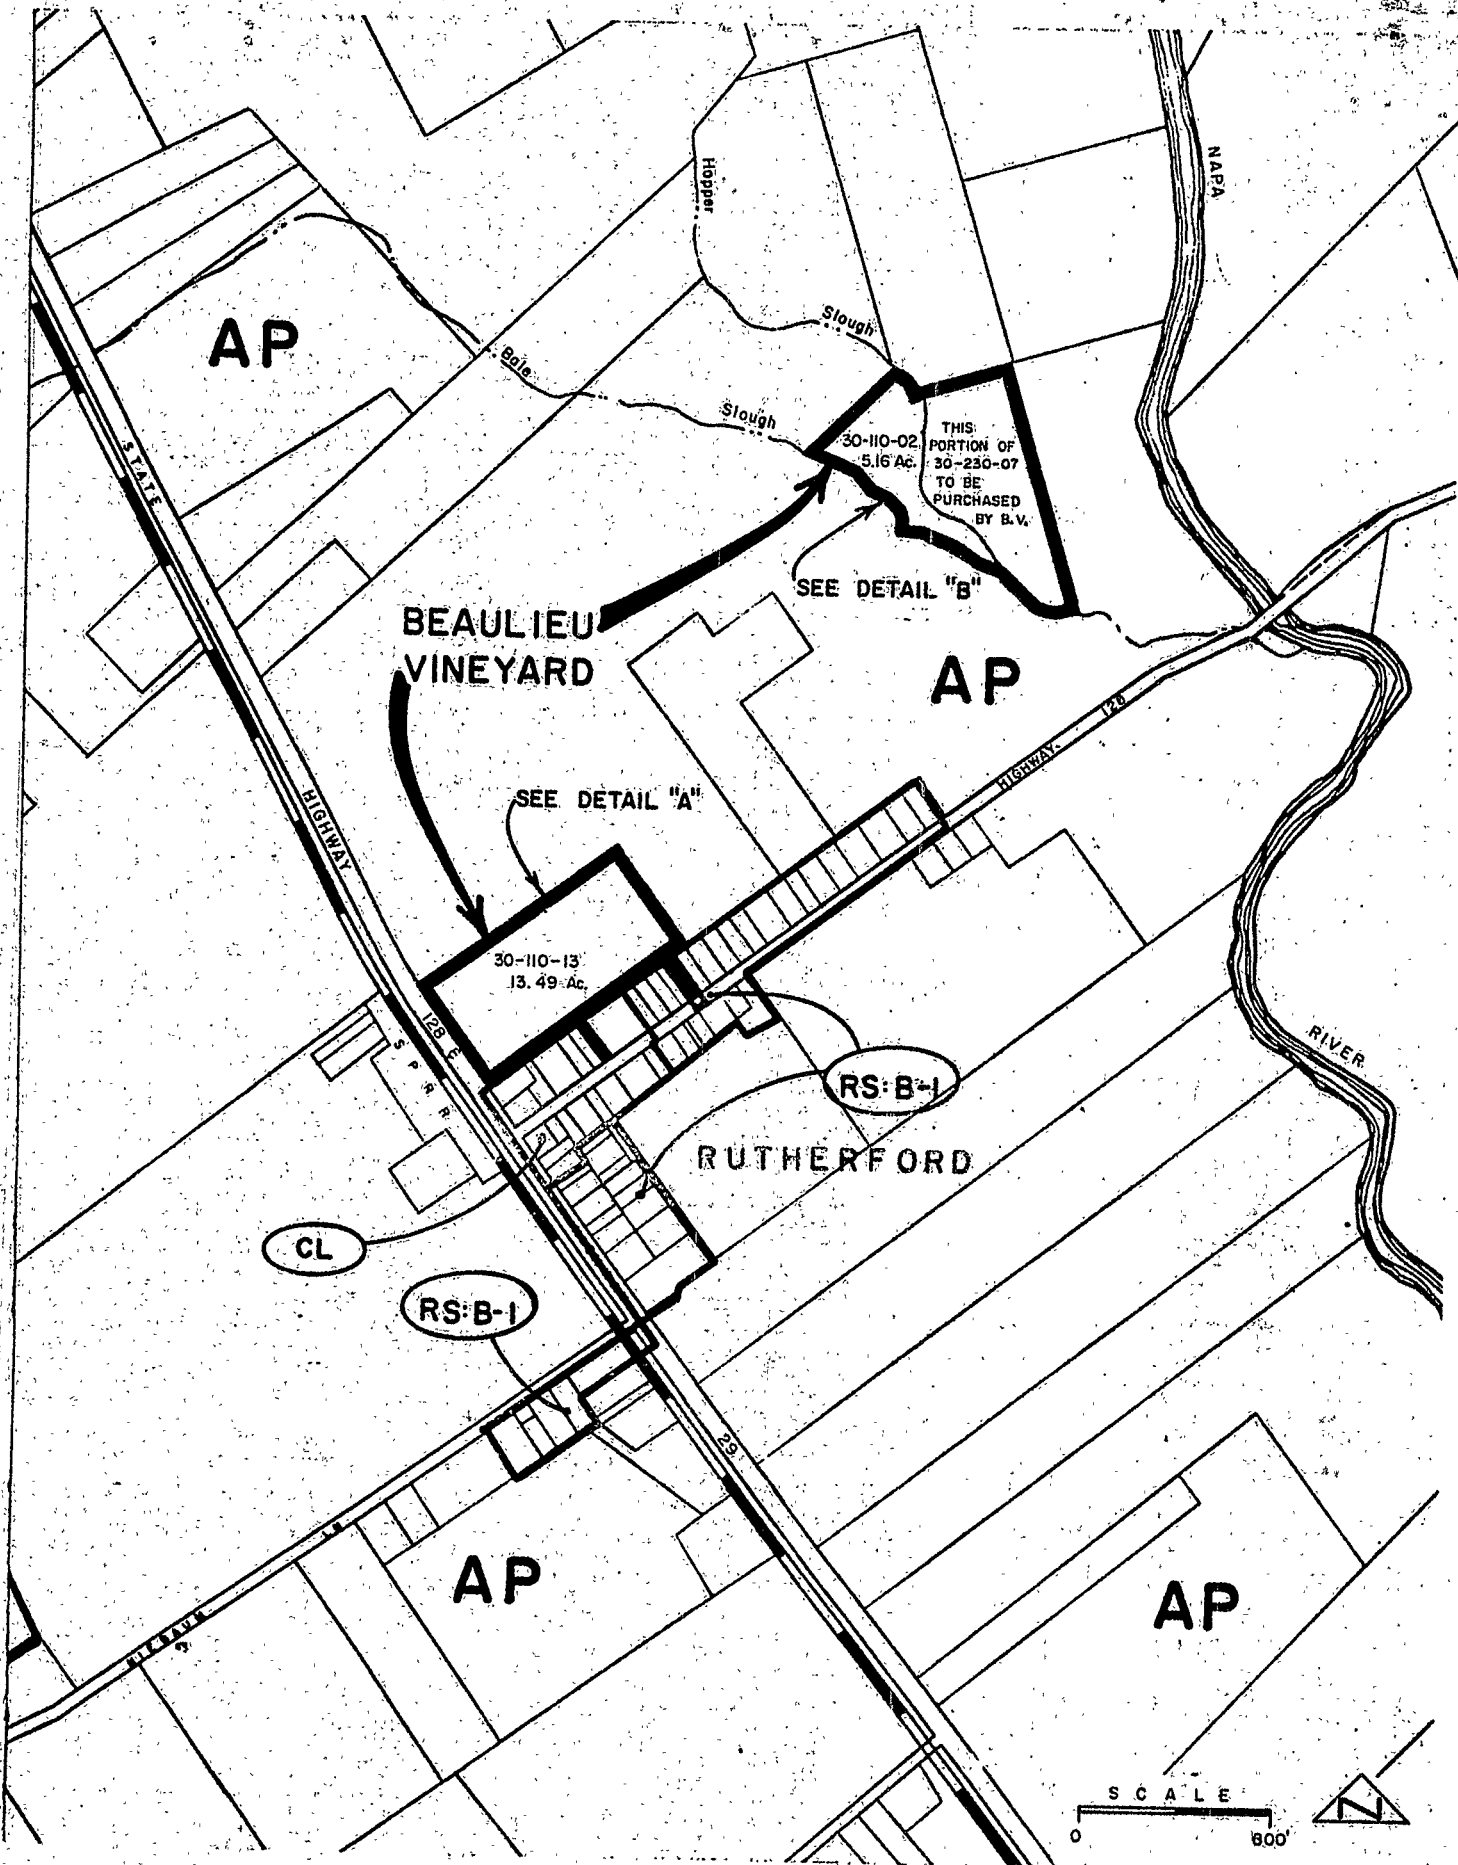 NAPA
Hopper
Slough
AP
Bale
Slough
THIS
30-110-02
PORTION OF
5.16 Ac.
30-230-07
TO BE
PURCHASED
BY B.V.
STATE
SEE DETAIL "B"
BEAULIEU
VINEYARD
AP
128
HIGHWAY
SEE DETAIL "A"
HIGHWAY
30-110-13
13.49 Ac.
128
S P R R
RIVER
RS:B-1
RUTHERFORD
CL
RS:B-1
29
LN
AP
AP
NIEBAUM
SCALE
0
800'
N